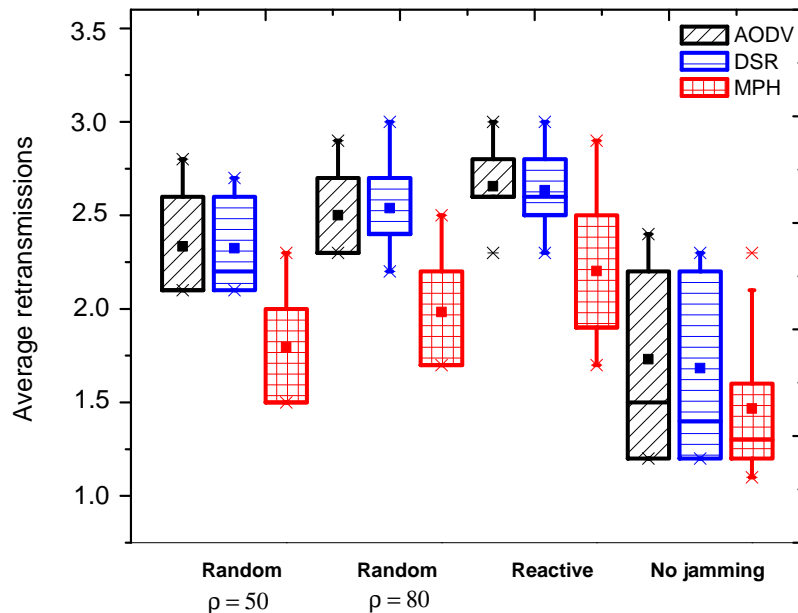 3.5
3.0
2.5
2.0
1.5
1.0
Average retransmissions
AODV
DSR
MPH
Random
ρ = 50
Random
ρ = 80
Reactive
No jamming